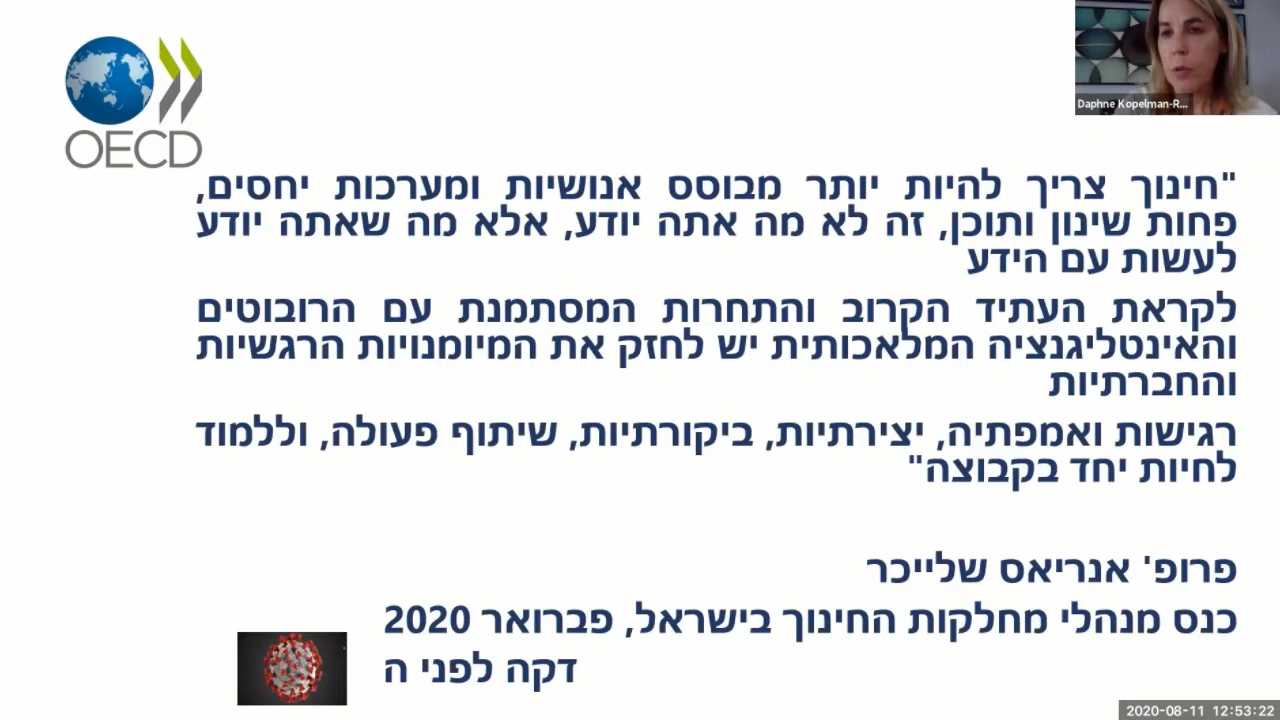 OECD
Daphne Kopelman-R...
"חינוך צריך להיות יותר מבוסס אנושיות ומערכות יחסים,
פחות שינון ותוכן, זה לא מה אתה יודע, אלא מה שאתה יודע
לעשות עם הידע
לקראת העתיד הקרוב והתחרות המסתמנת עם הרובוטים
והאינטליגנציה המלאכותית יש לחזק את המיומנויות הרגשיות
והחברתיות
רגישות ואמפתיה, יצירתיות, ביקורתיות, שיתוף פעולה, וללמוד
לחיות יחד בקבוצה"
פרופ' אנריאס שלייכר
כנס מנהלי מחלקות החינוך בישראל, פברואר 2020
דקה לפני ה
2020-08-11 12:53:22